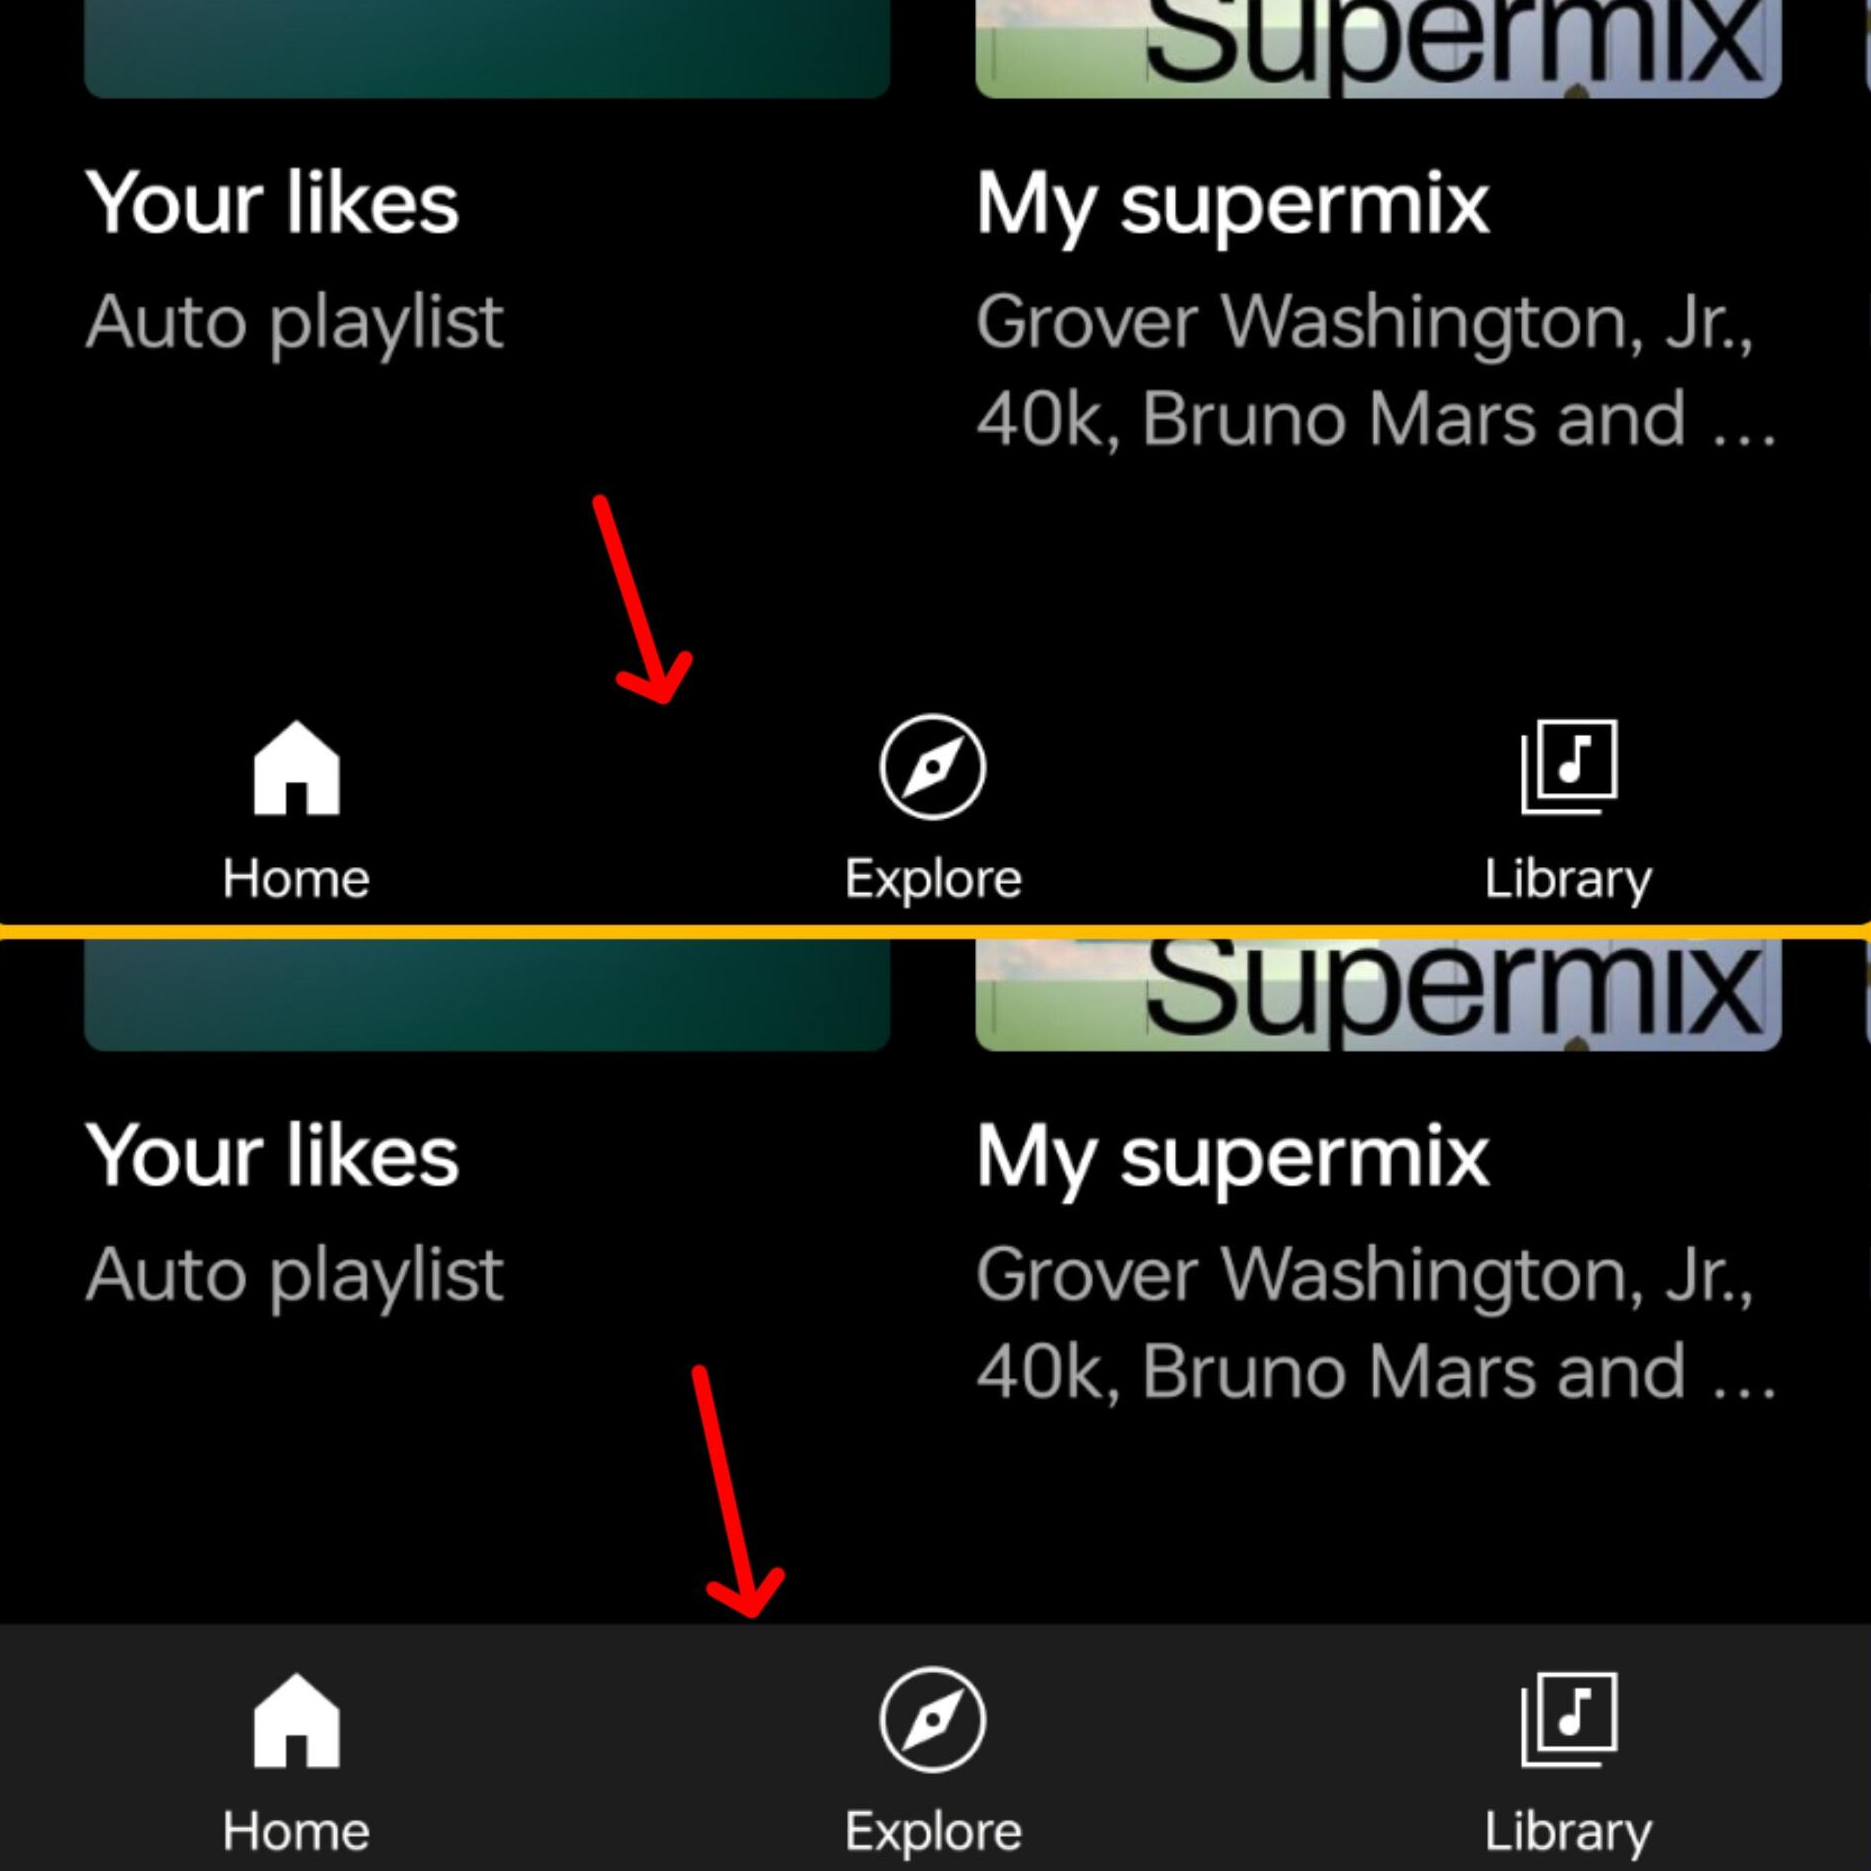 Supermix
Your likes
My supermix
Auto playlist
Grover Washington, Jr.,
40k, Bruno Mars and ...
Home
Explore
Library
Supermix
Your likes
My supermix
Auto playlist
Grover Washington, Jr.,
40k, Bruno Mars and ...
Home
Explore
Library